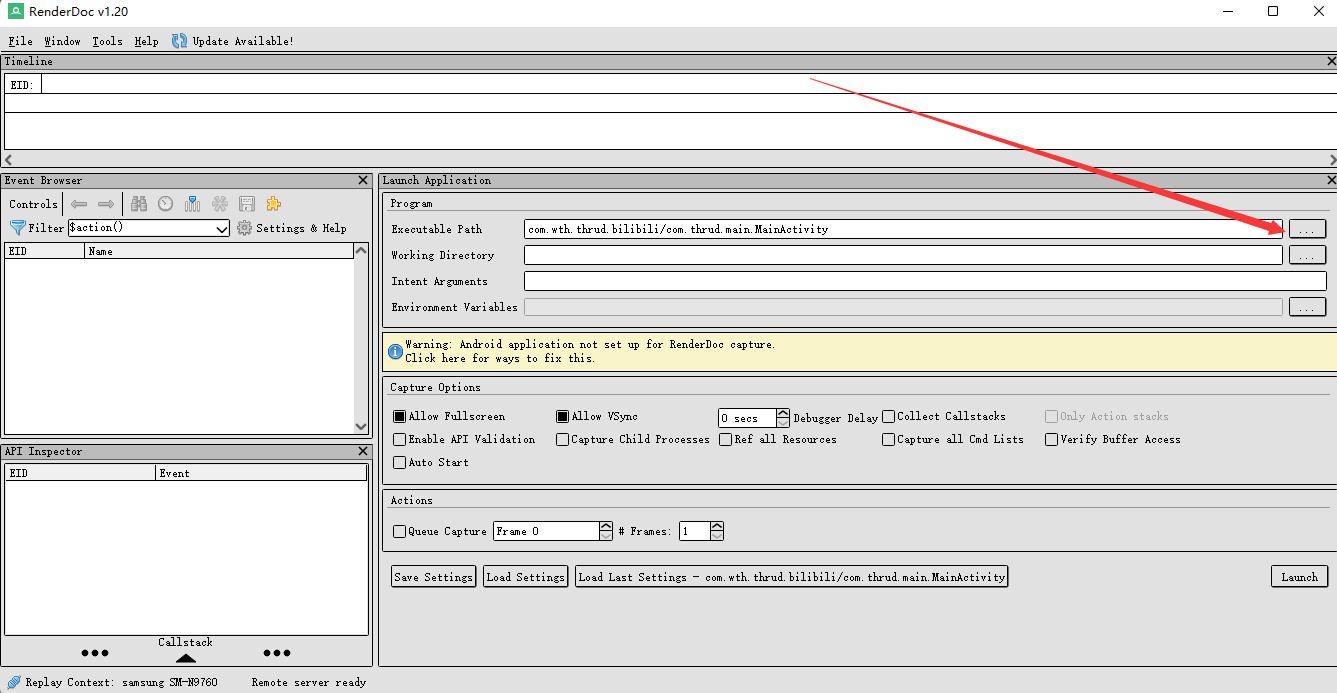 RenderDoc v1.20
File Window Tools Help Update Available!
Timeline
EID:
Event Browser
Controls
Filter $action() Settings & Help
EID Name
API Inspector
EID Event
Callstack
Launch Application
Program
Executable Path com.wth.thrud.bilibili/com.thrud.main.MainActivity ...
Working Directory ...
Intent Arguments
Environment Variables ...
Warning: Android application not set up for RenderDoc capture.
Click here for ways to fix this.
Capture Options
Allow Fullscreen Allow VSync 0 secs Debugger Delay Collect Callstacks Only Action stacks
Enable API Validation Capture Child Processes Ref all Resources Capture all Cmd Lists Verify Buffer Access
Auto Start
Actions
Queue Capture Frame 0 # Frames: 1
Save Settings Load Settings Load Last Settings - com.wth.thrud.bilibili/com.thrud.main.MainActivity Launch
Replay Context: samsung SM-N9760 Remote server ready